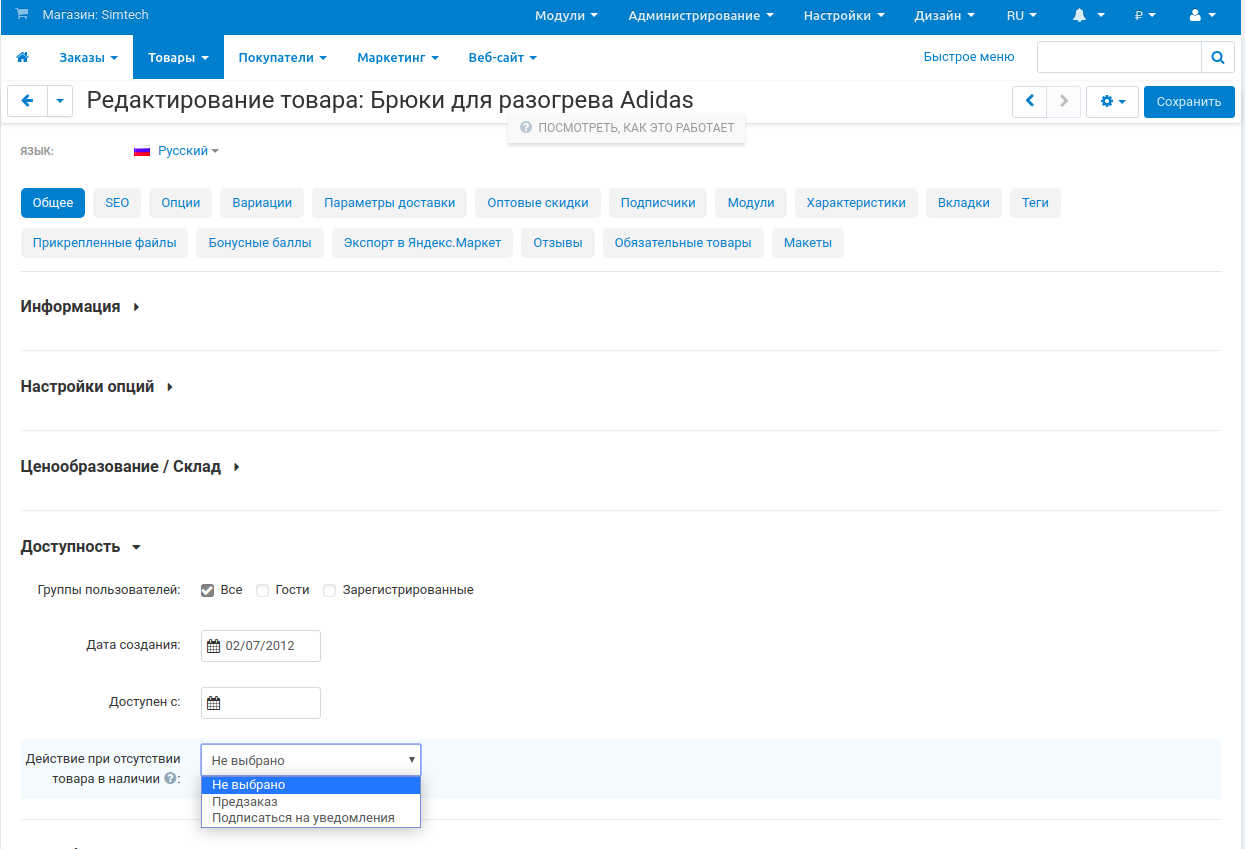 Магазин: Simtech
Модули Администрирование Настройки Дизайн RU ₽
Заказы Товары Покупатели Маркетинг Веб-сайт Быстрое меню
Редактирование товара: Брюки для разогрева Adidas Сохранить
? ПОСМОТРЕТЬ, КАК ЭТО РАБОТАЕТ
ЯЗЫК: Русский
Общее SEO Опции Вариации Параметры доставки Оптовые скидки Подписчики Модули Характеристики Вкладки Теги
Прикрепленные файлы Бонусные баллы Экспорт в Яндекс.Маркет Отзывы Обязательные товары Макеты
Информация
Настройки опций
Ценообразование / Склад
Доступность
Группы пользователей: Все Гости Зарегистрированные
Дата создания: 02/07/2012
Доступен с:
Действие при отсутствии
товара в наличии ?:
Не выбрано
Не выбрано
Предзаказ
Подписаться на уведомления